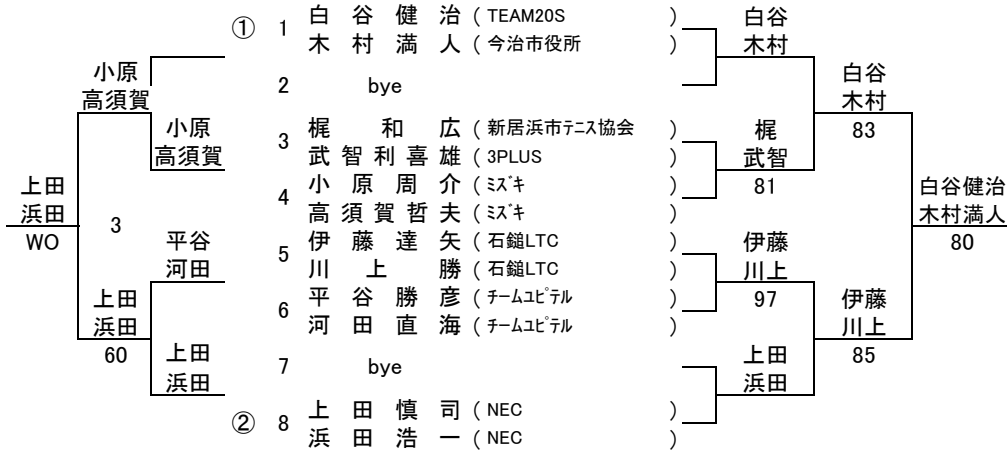 ① 1 白谷健治 ( TEAM20S )
木村満人 ( 今治市役所 )
2 bye
3 梶和広 ( 新居浜市テニス協会 )
武智利喜雄 ( 3PLUS )
4 小原周介 ( ミズキ )
高須賀哲夫 ( ミズキ )
5 伊藤達矢 ( 石鎚LTC )
川上勝 ( 石鎚LTC )
6 平谷勝彦 ( チームユピテル )
河田直海 ( チームユピテル )
7 bye
② 8 上田慎司 ( NEC )
浜田浩一 ( NEC )
小原
高須賀
小原
高須賀
上田
浜田
WO
3
平谷
河田
上田
浜田
60
上田
浜田
白谷
木村
梶
武智
81
伊藤
川上
97
上田
浜田
白谷
木村
83
伊藤
川上
85
白谷健治
木村満人
80